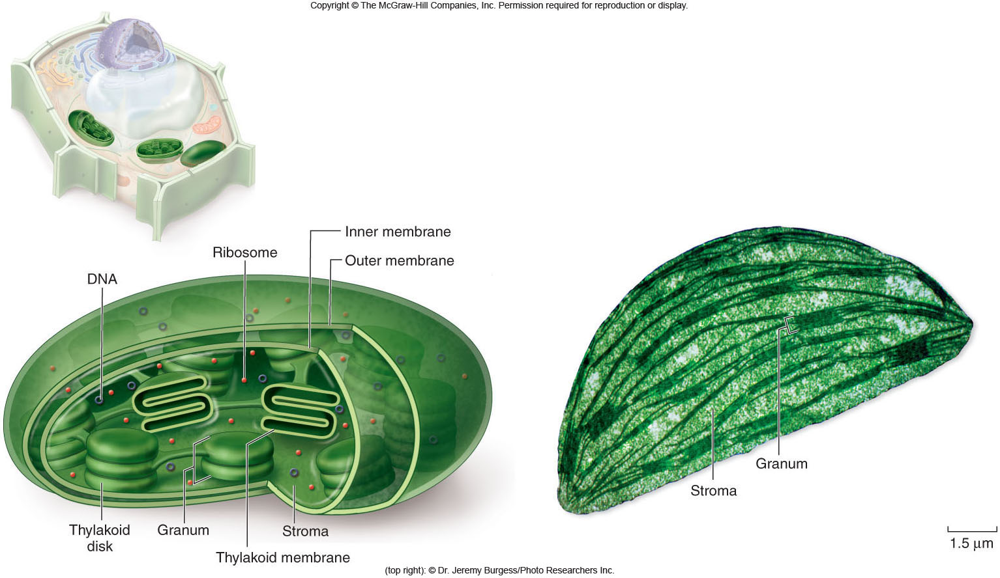 Copyright © The McGraw-Hill Companies, Inc. Permission required for reproduction or display.
Inner membrane
Ribosome
Outer membrane
DNA
Granum
Stroma
Thylakoid
disk
Granum
Stroma
Thylakoid membrane
1.5 μm
(top right): © Dr. Jeremy Burgess/Photo Researchers Inc.